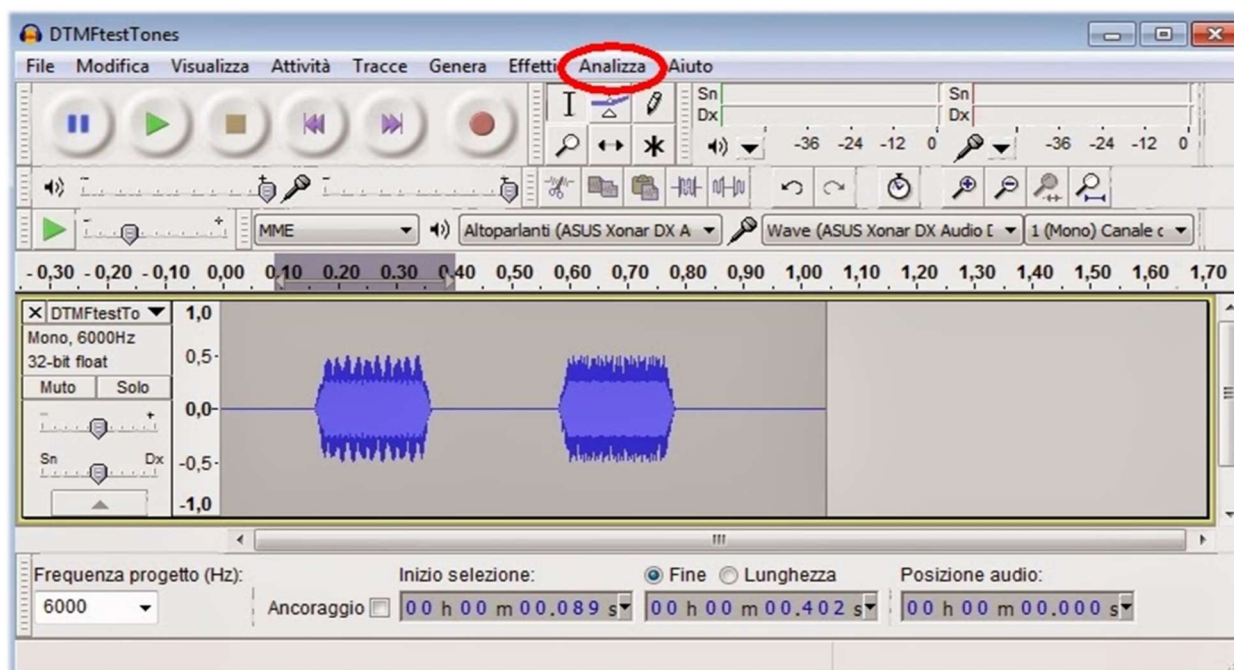 DTMFtestTones
File Modifica Visualizza Attività Tracce Genera Effetti Analizza Aiuto
Sn
Dx
-36 -24 -12 0
Sn
Dx
-36 -24 -12 0
MME
Altoparlanti (ASUS Xonar DX A
Wave (ASUS Xonar DX Audio D
1 (Mono) Canale c
-0,30 -0,20 -0,10 0,00 0,10 0,20 0,30 0,40 0,50 0,60 0,70 0,80 0,90 1,00 1,10 1,20 1,30 1,40 1,50 1,60 1,70
X DTMFtestTo
Mono, 6000Hz
32-bit float
Muto Solo
- +
Sn Dx
1,0
0,5
0,0
-0,5
-1,0
Frequenza progetto (Hz):
6000
Ancoraggio
Inizio selezione:
00 h 00 m 00.089 s
Fine Lunghezza
00 h 00 m 00.402 s
Posizione audio:
00 h 00 m 00.000 s